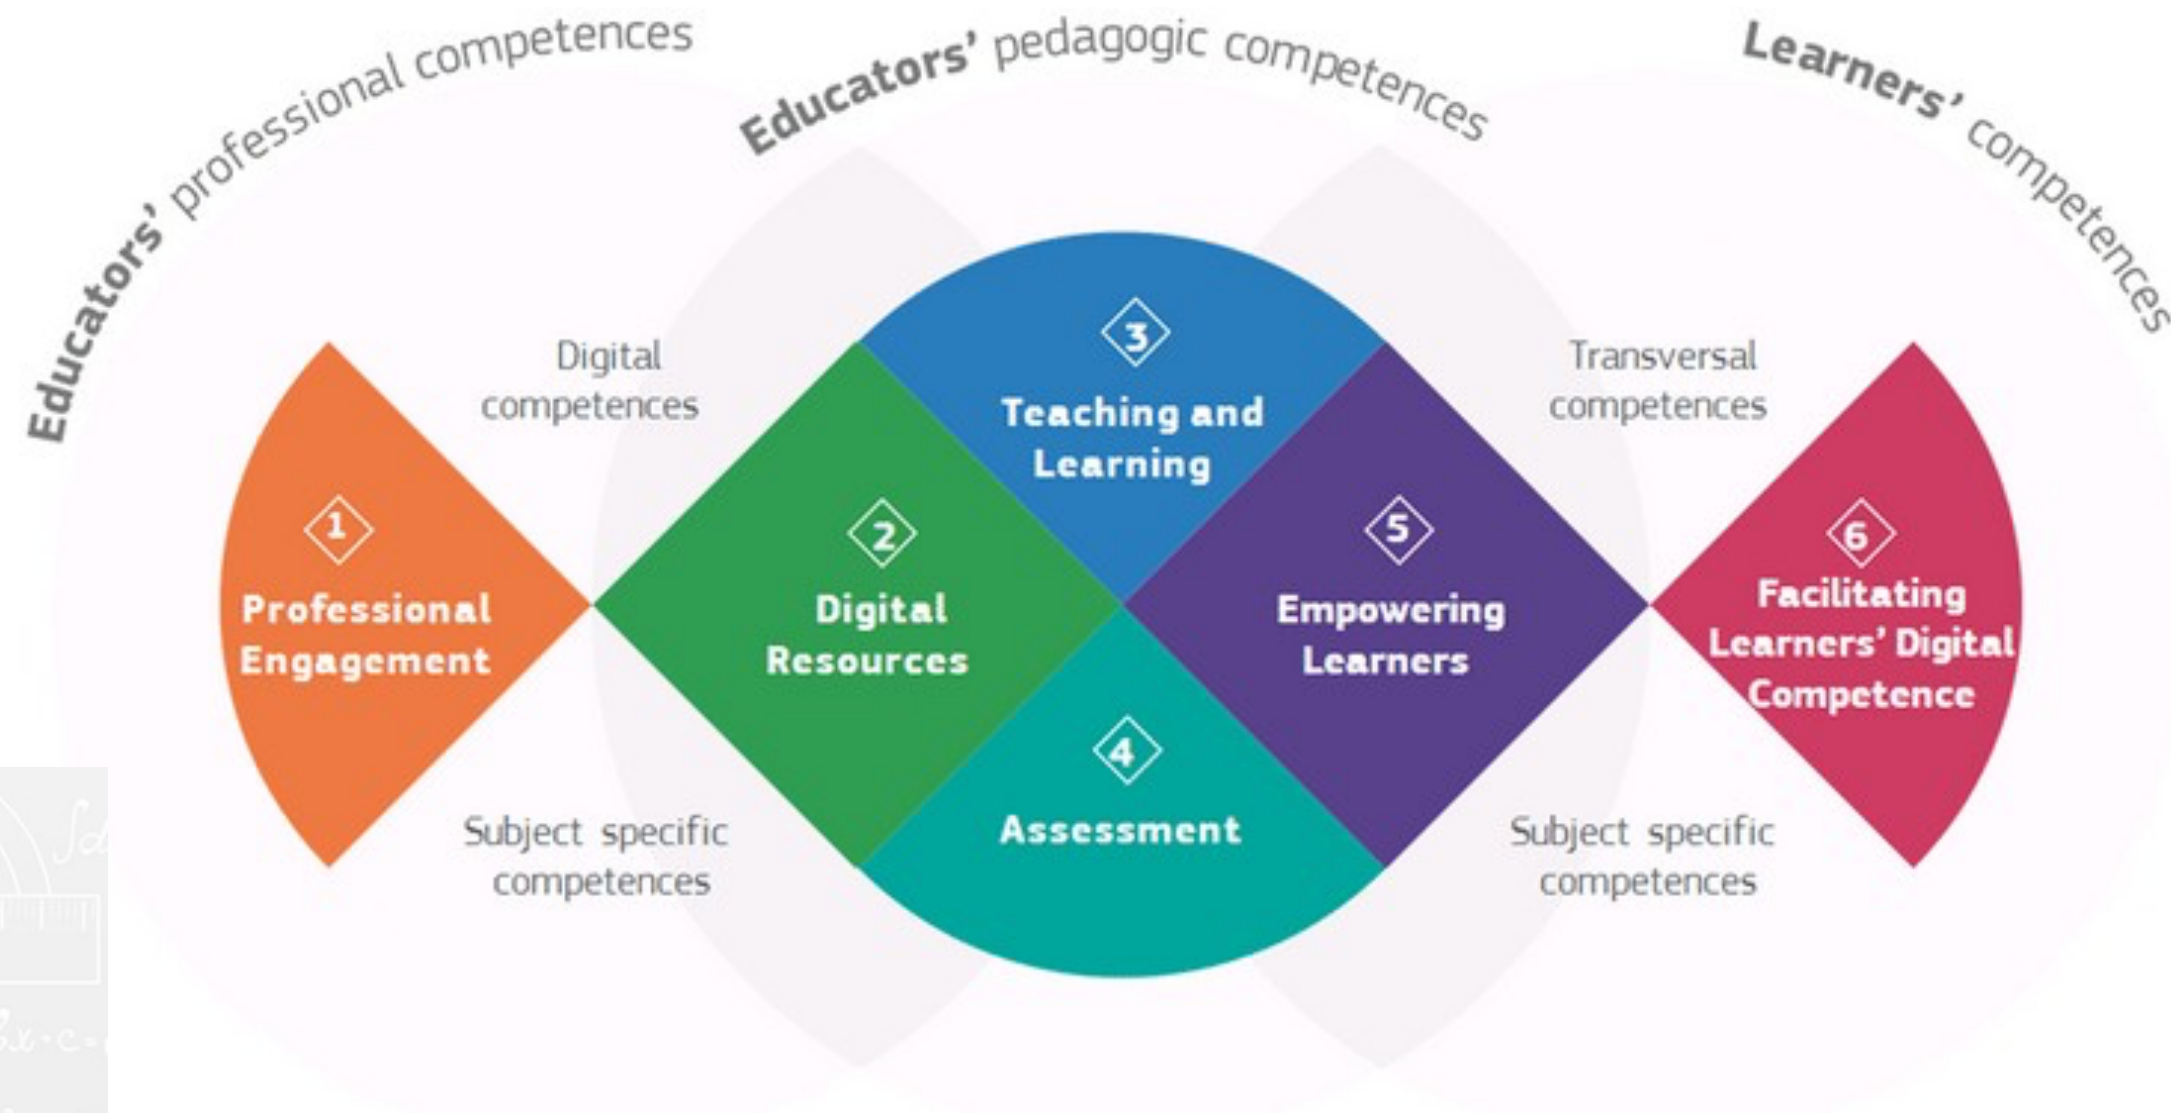 Educators' professional competences
Educators' pedagogic competences
Learners' competences
Digital
competences
Transversal
competences
1
Professional
Engagement
2
Digital
Resources
3
Teaching and
Learning
4
Assessment
5
Empowering
Learners
6
Facilitating
Learners' Digital
Competence
Subject specific
competences
Subject specific
competences